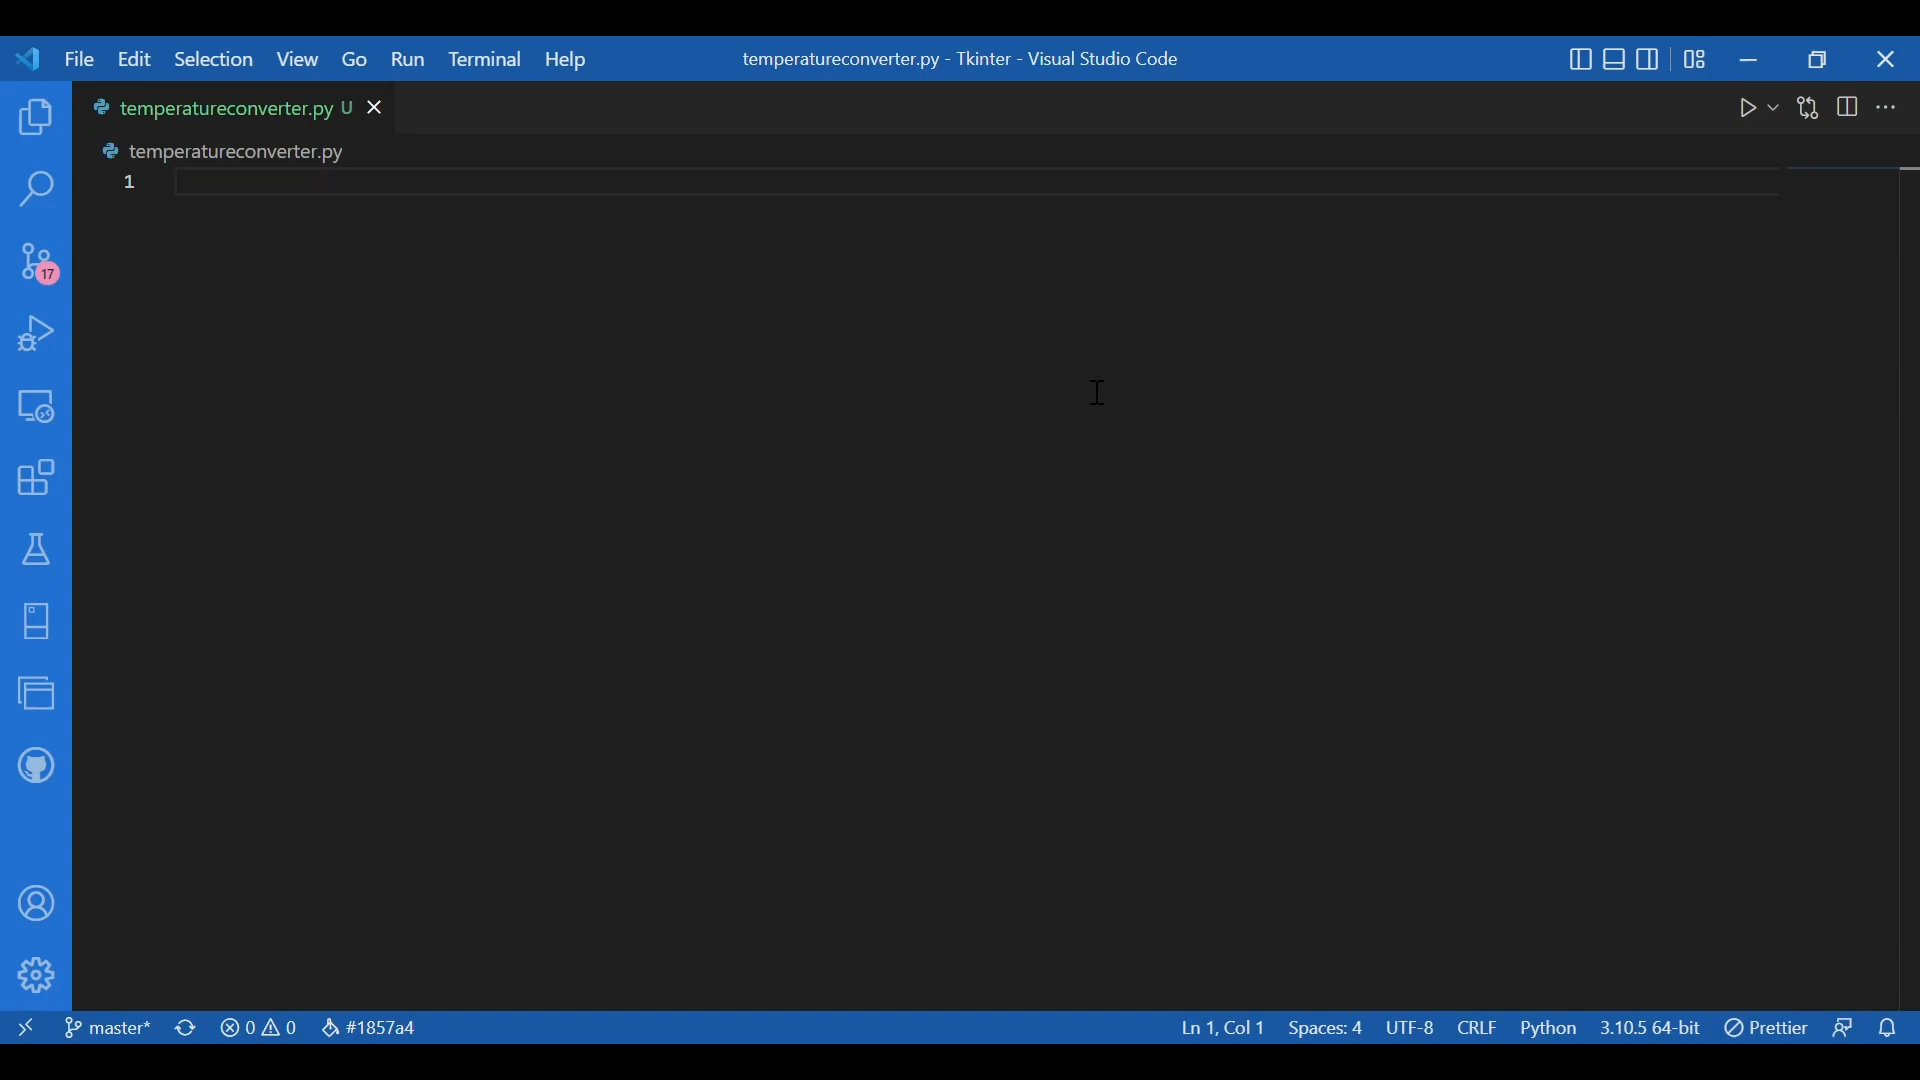 File Edit Selection View Go Run Terminal Help temperatureconverter.py - Tkinter - Visual Studio Code
temperatureconverter.py U
temperatureconverter.py
1
17
master* 0 0 #1857a4 Ln 1, Col 1 Spaces: 4 UTF-8 CRLF Python 3.10.5 64-bit Prettier